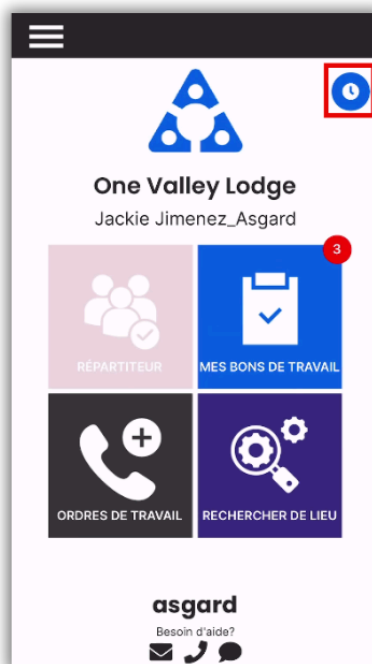 One Valley Lodge
Jackie Jimenez_Asgard
3
RÉPARTITEUR
MES BONS DE TRAVAIL
ORDRES DE TRAVAIL
RECHERCHER DE LIEU
asgard
Besoin d'aide?